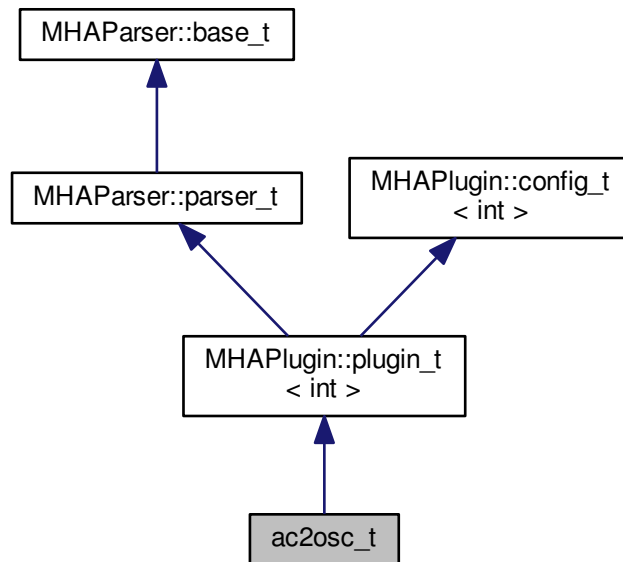 MHAParser::base_t
MHAParser::parser_t
MHAPlugin::config_t
< int >
MHAPlugin::plugin_t
< int >
ac2osc_t